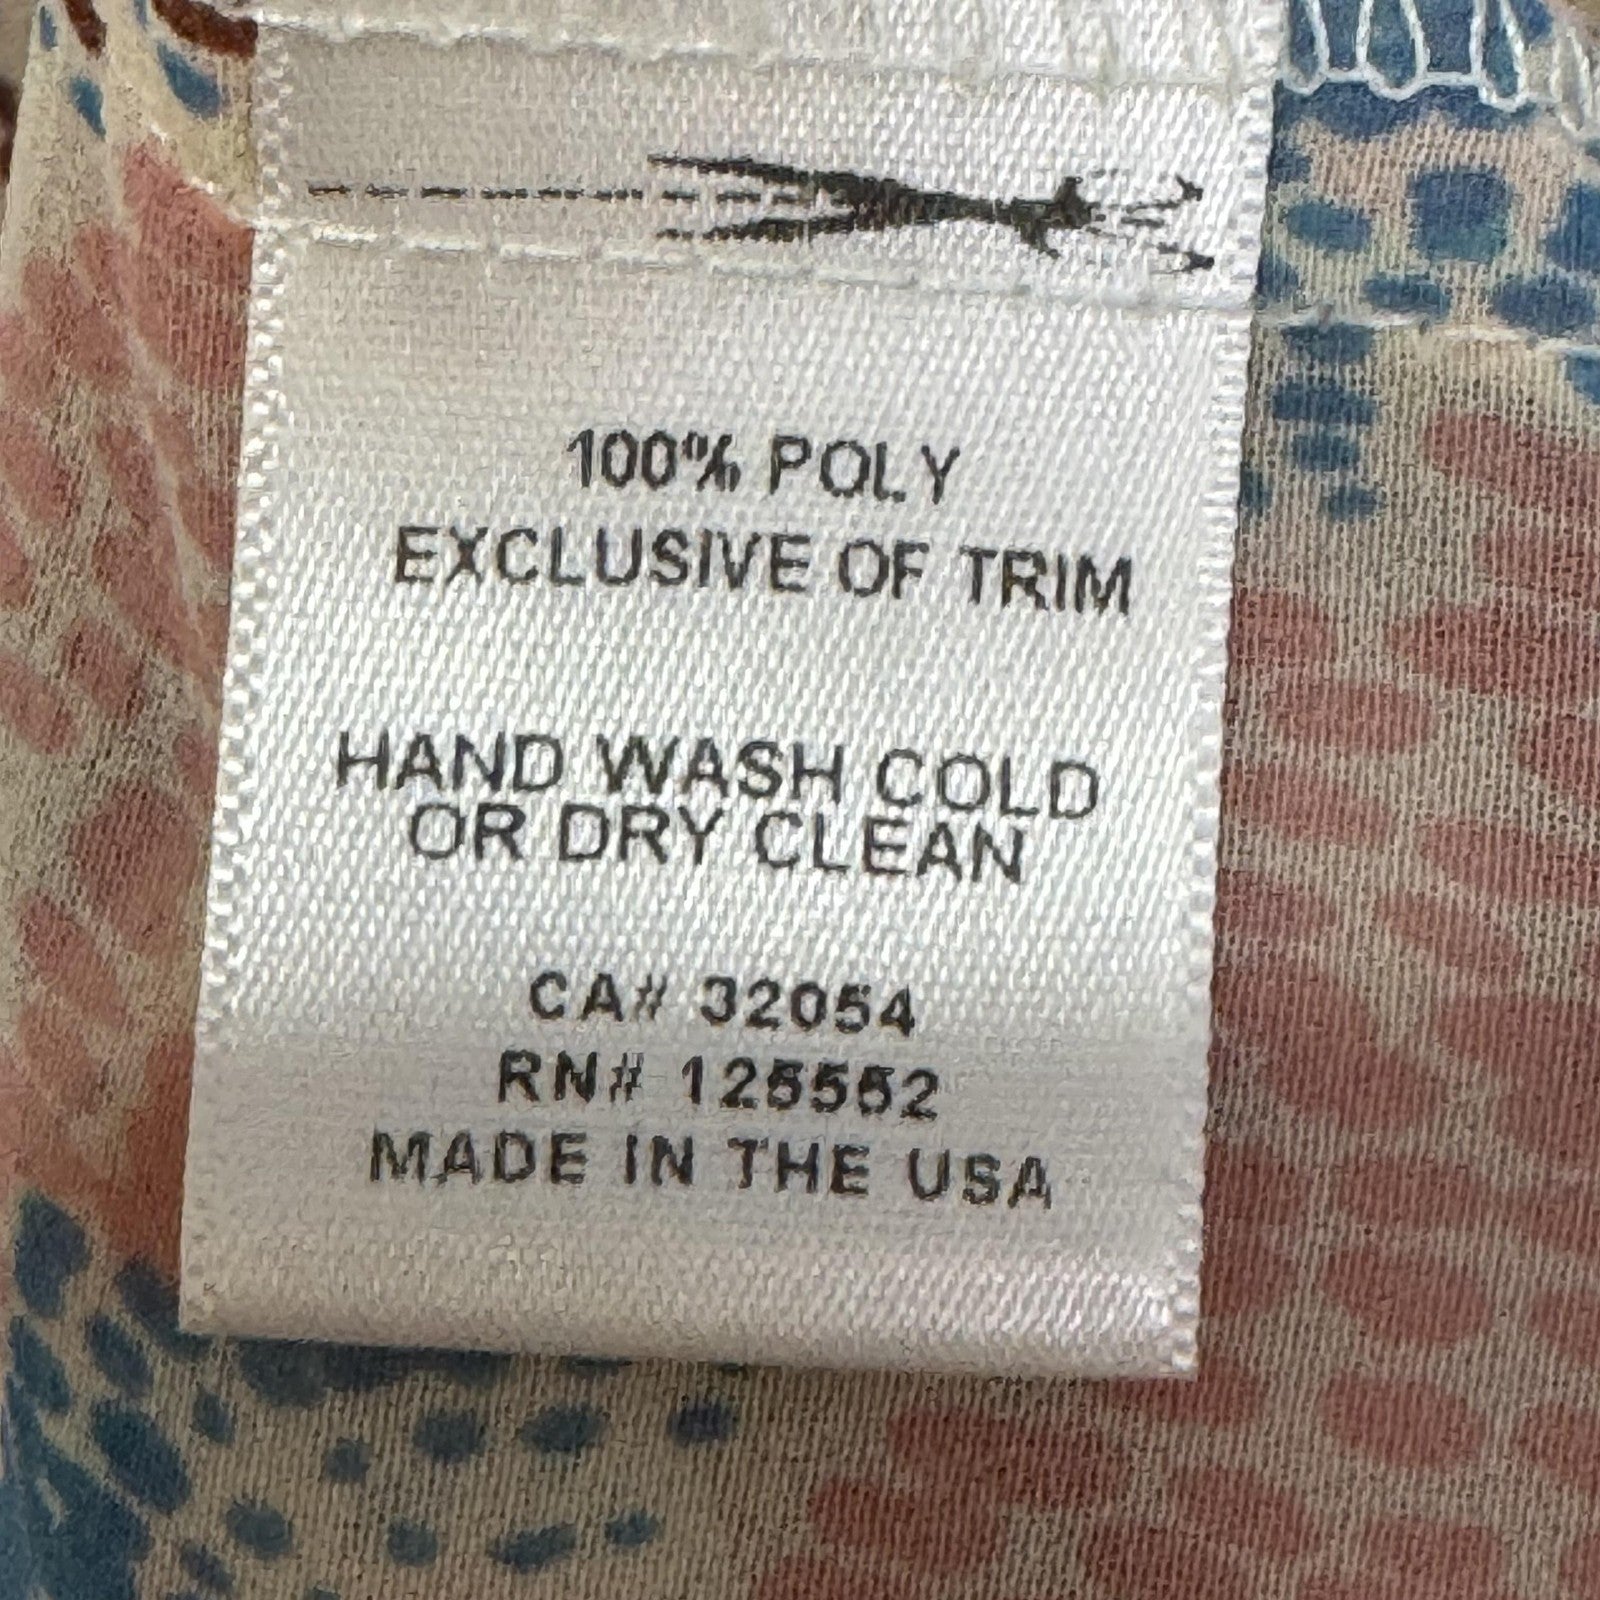 100% POLY
EXCLUSIVE OF TRIM
HAND WASH COLD
OR DRY CLEAN
CA# 32054
RN# 125552
MADE IN THE USA